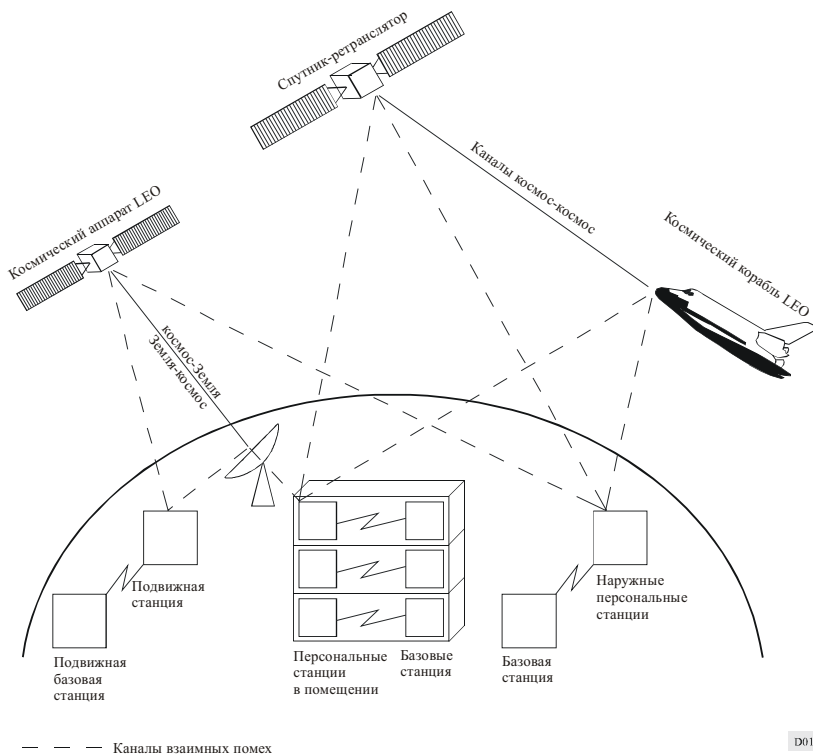 Спутник-ретранслятор
Каналы космос-космос
Космический аппарат LEO
Космический корабль LEO
космос-Земля
Земля-космос
Подвижная
станция
Подвижная
базовая
станция
Персональные
станции
в помещении
Базовые
станция
Базовая
станция
Наружные
персональные
станции
Каналы взаимных помех
D01